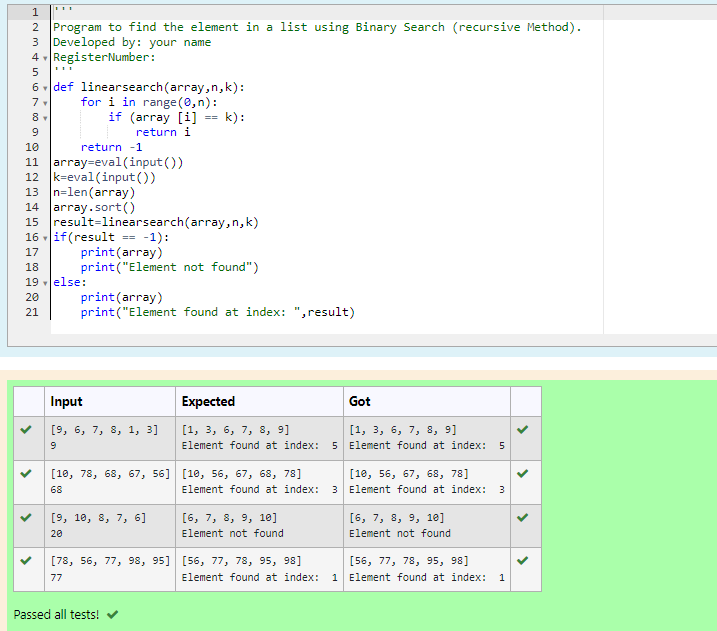 1 '''
2 Program to find the element in a list using Binary Search (recursive Method).
3 Developed by: your name
4 RegisterNumber:
5 '''
6 def linearsearch(array,n,k):
7     for i in range(0,n):
8         if (array [i] == k):
9             return i
10     return -1
11 array=eval(input())
12 k=eval(input())
13 n=len(array)
14 array.sort()
15 result=linearsearch(array,n,k)
16 if(result == -1):
17     print(array)
18     print("Element not found")
19 else:
20     print(array)
21     print("Element found at index: ",result)
Input Expected Got
[9, 6, 7, 8, 1, 3] [1, 3, 6, 7, 8, 9] [1, 3, 6, 7, 8, 9]
9 Element found at index:  5 Element found at index:  5
[10, 78, 68, 67, 56] [10, 56, 67, 68, 78] [10, 56, 67, 68, 78]
68 Element found at index:  3 Element found at index:  3
[9, 10, 8, 7, 6] [6, 7, 8, 9, 10] [6, 7, 8, 9, 10]
20 Element not found Element not found
[78, 56, 77, 98, 95] [56, 77, 78, 95, 98] [56, 77, 78, 95, 98]
77 Element found at index:  1 Element found at index:  1
Passed all tests!